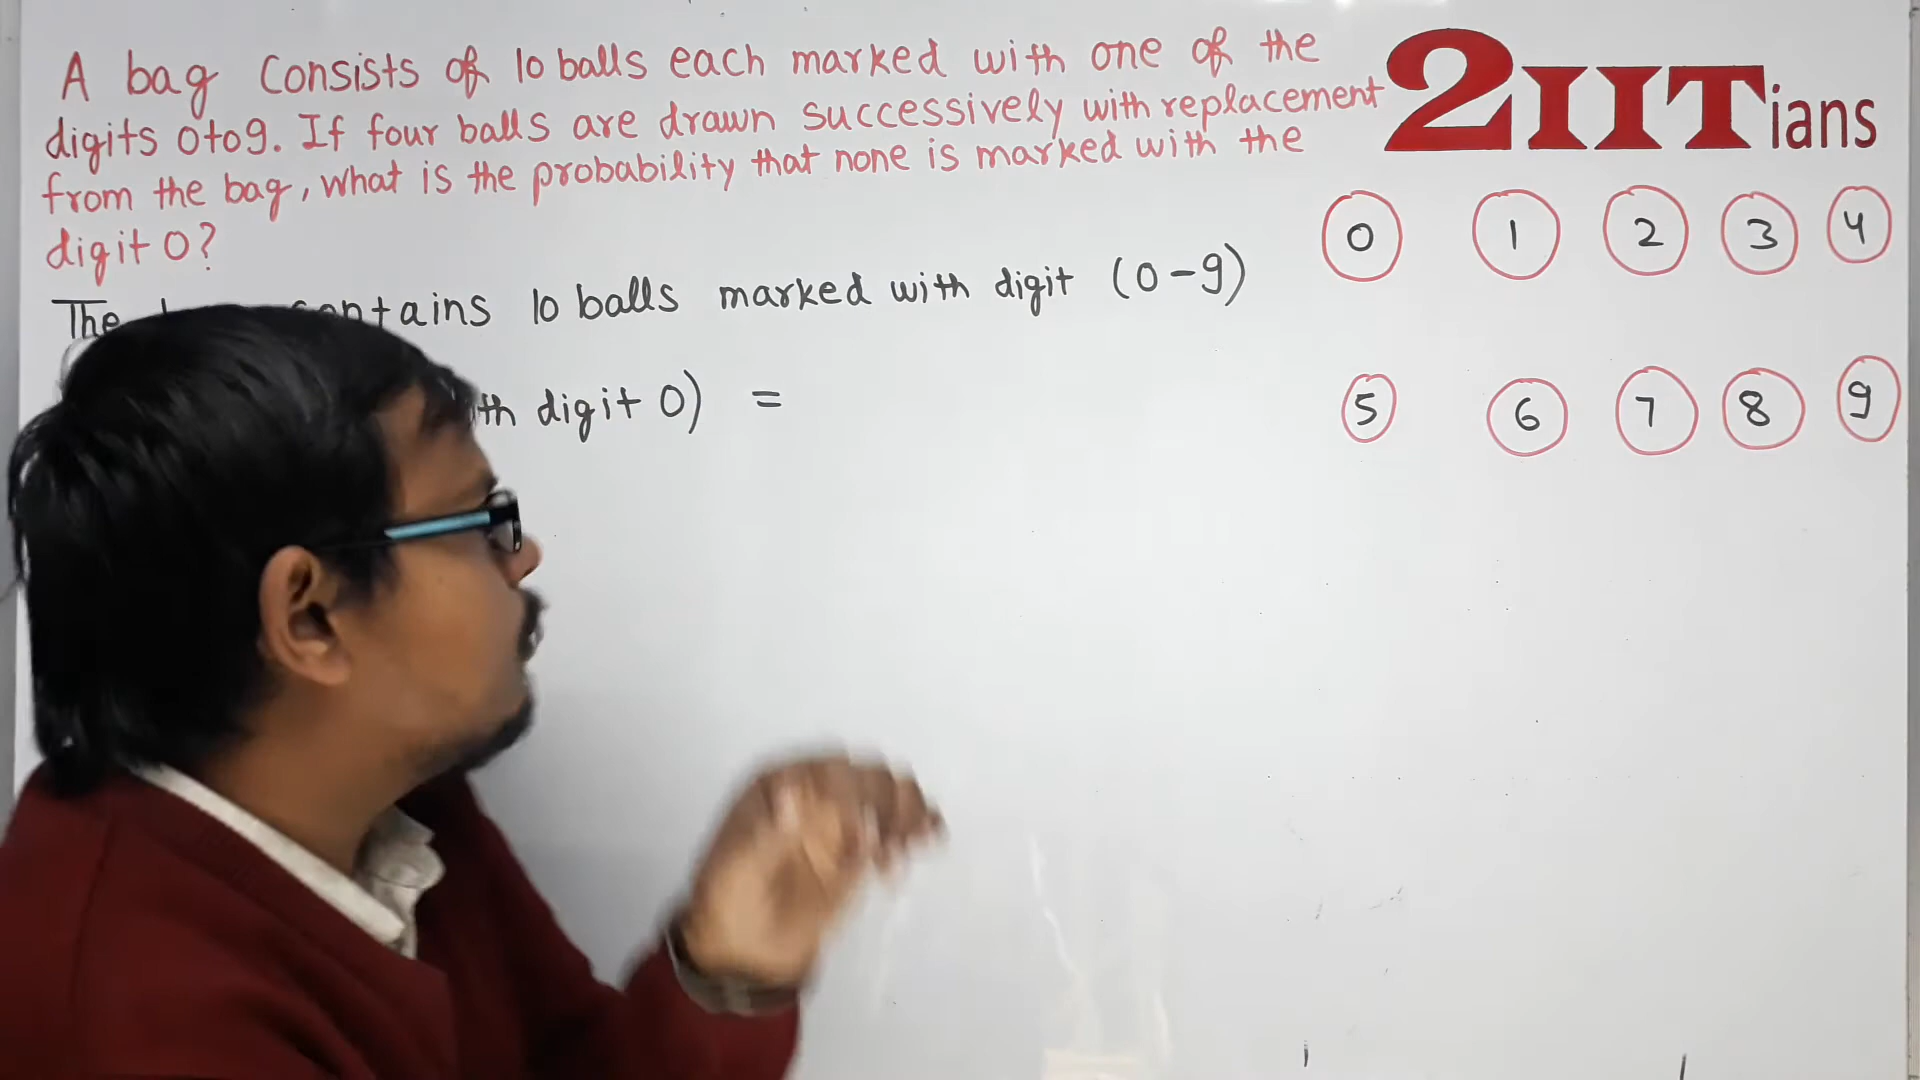 A bag consists of 10 balls each marked with one of the
digits 0 to 9. If four balls are drawn successively with replacement
from the bag, what is the probability that none is marked with the
digit 0?
2IITians
0 1 2 3 4
The contains 10 balls marked with digit (0-9)
digit 0) =
5 6 7 8 9